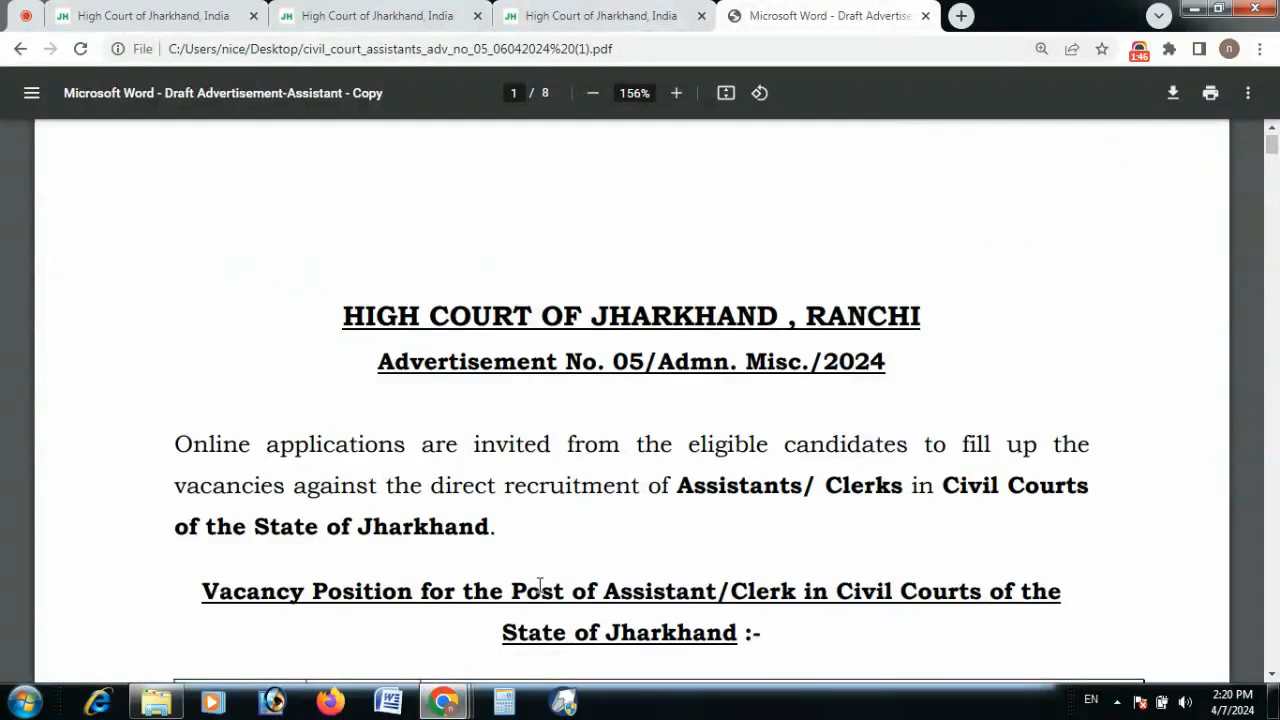 High Court of Jharkhand, India
High Court of Jharkhand, India
High Court of Jharkhand, India
Microsoft Word - Draft Advertise
File
C:/Users/nice/Desktop/civil_court_assistants_adv_no_05_06042024%20(1).pdf
1:46
n
Microsoft Word - Draft Advertisement-Assistant - Copy
1 / 8
156%
HIGH COURT OF JHARKHAND , RANCHI
Advertisement No. 05/Admn. Misc./2024
Online applications are invited from the eligible candidates to fill up the
vacancies against the direct recruitment of Assistants/ Clerks in Civil Courts
of the State of Jharkhand.
Vacancy Position for the Post of Assistant/Clerk in Civil Courts of the
State of Jharkhand :-
EN
2:20 PM
4/7/2024